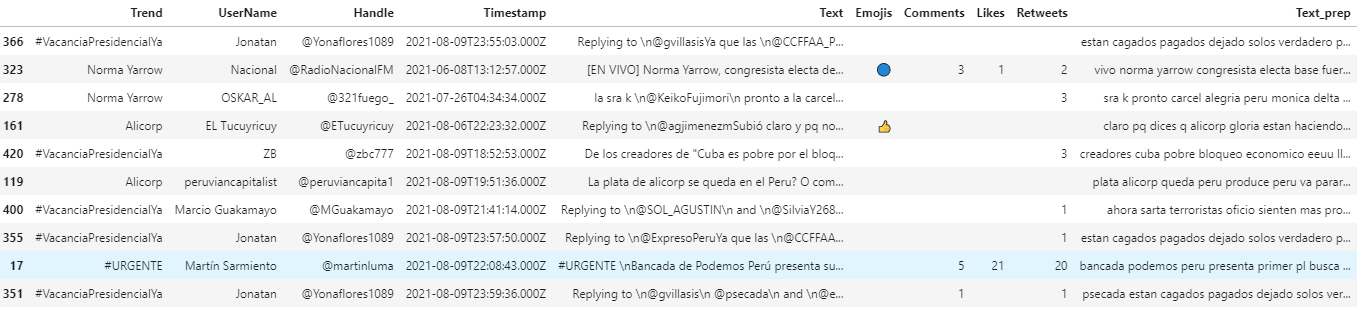 Trend UserName Handle Timestamp Text Emojis Comments Likes Retweets Text_prep
366 #VacanciaPresidencialYa Jonatan @Yonaflores1089 2021-08-09T23:55:03.000Z Replying to \n@gvillasisYa que las \n@CCFFAA_P... estan cagados pagados dejado solos verdadero p...
323 Norma Yarrow Nacional @RadioNacionalFM 2021-06-08T13:12:57.000Z [EN VIVO] Norma Yarrow, congresista electa de... 🔵 3 1 2 vivo norma yarrow congresista electa base fuer...
278 Norma Yarrow OSKAR_AL @321fuego_ 2021-07-26T04:34:34.000Z la sra k \n@KeikoFujimori\n pronto a la carcel... 3 sra k pronto carcel alegria peru monica delta ...
161 Alicorp EL Tucuyricuy @ETucuyricuy 2021-08-06T22:23:32.000Z Replying to \n@agjimenezmSubió claro y pq no... 👍 claro pq dices q alicorp gloria estan haciendo...
420 #VacanciaPresidencialYa ZB @zbc777 2021-08-09T18:52:53.000Z De los creadores de "Cuba es pobre por el bloq... 3 creadores cuba pobre bloqueo economico eeuu ll...
119 Alicorp peruviancapitalist @peruviancapita1 2021-08-09T19:51:36.000Z La plata de alicorp se queda en el Peru? O com... plata alicorp queda peru produce peru va parar...
400 #VacanciaPresidencialYa Marcio Guakamayo @MGuakamayo 2021-08-09T21:41:14.000Z Replying to \n@SOL_AGUSTIN\n and \n@SilviaY268... 1 ahora sarta terroristas oficio sienten mas pro...
355 #VacanciaPresidencialYa Jonatan @Yonaflores1089 2021-08-09T23:57:50.000Z Replying to \n@ExpresoPeruYa que las \n@CCFFAA... 1 estan cagados pagados dejado solos verdadero p...
17 #URGENTE Martín Sarmiento @martinluma 2021-08-09T22:08:43.000Z #URGENTE \nBancada de Podemos Perú presenta su... 5 21 20 bancada podemos peru presenta primer pl busca ...
351 #VacanciaPresidencialYa Jonatan @Yonaflores1089 2021-08-09T23:59:36.000Z Replying to \n@gvillasis\n @psecada\n and \n@e... 1 1 psecada estan cagados pagados dejado solos ver...